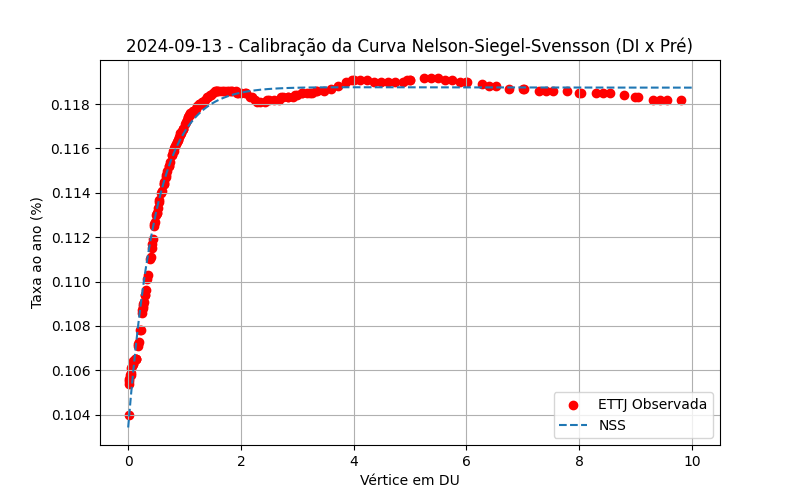 2024-09-13 - Calibração da Curva Nelson-Siegel-Svensson (DI x Pré)
Taxa ao ano (%)
0.118
0.116
0.114
0.112
0.110
0.108
0.106
0.104
ETTJ Observada
NSS
0 2 4 6 8 10
Vértice em DU